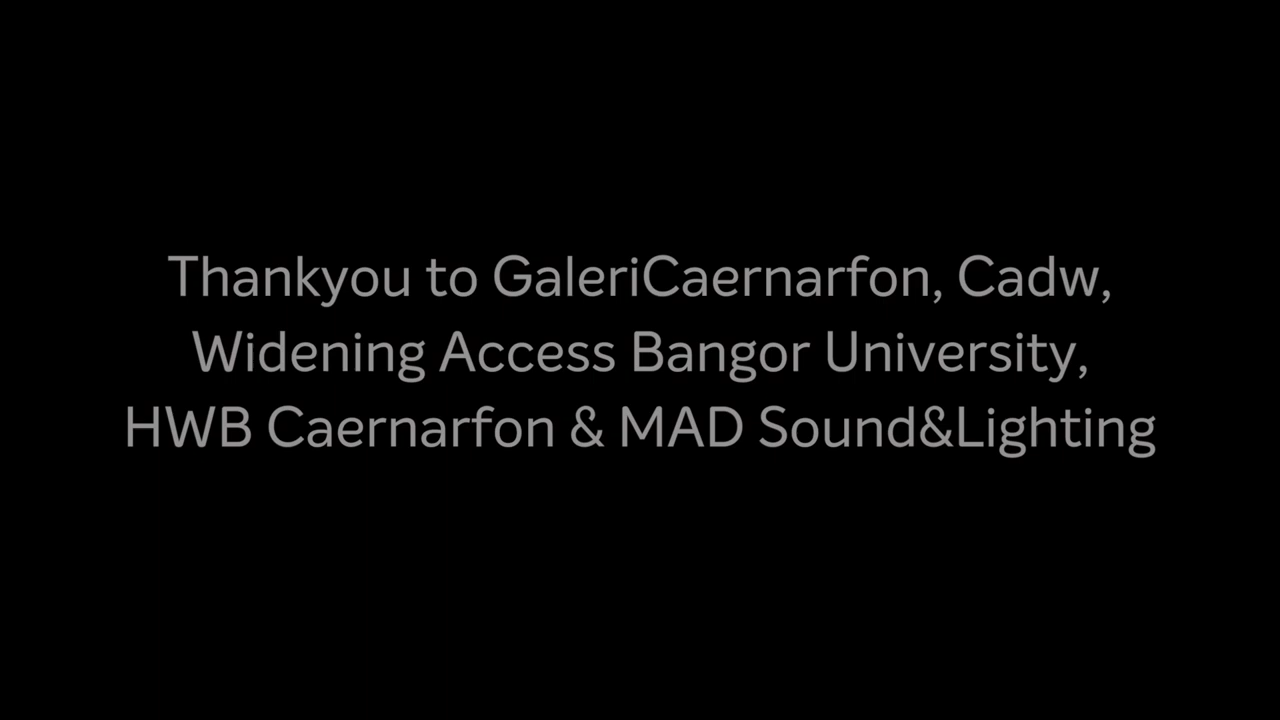 Thankyou to GaleriCaernarfon, Cadw,
Widening Access Bangor University,
HWB Caernarfon & MAD Sound&Lighting